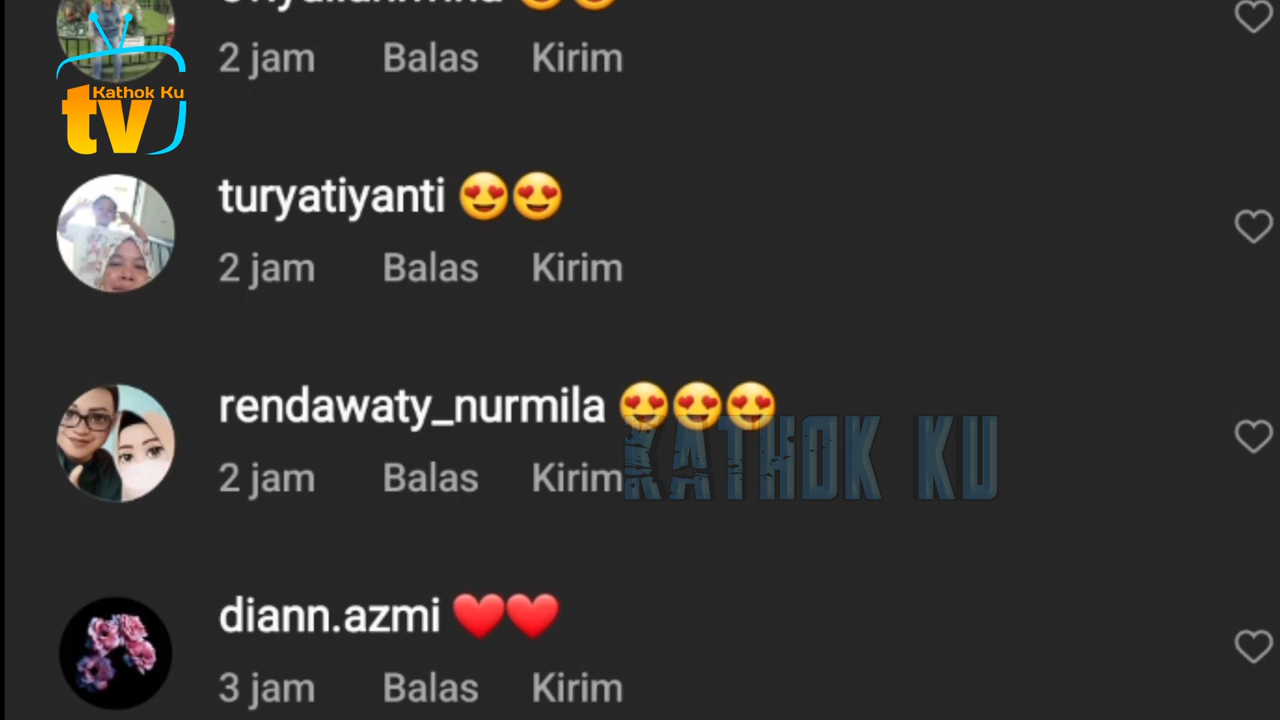 2 jam Balas Kirim
Kathok Ku
tv
turyatiyanti 😍😍
2 jam Balas Kirim
rendawaty_nurmila 😍😍😍
KATHOK KU
2 jam Balas Kirim
diann.azmi ❤️❤️
3 jam Balas Kirim